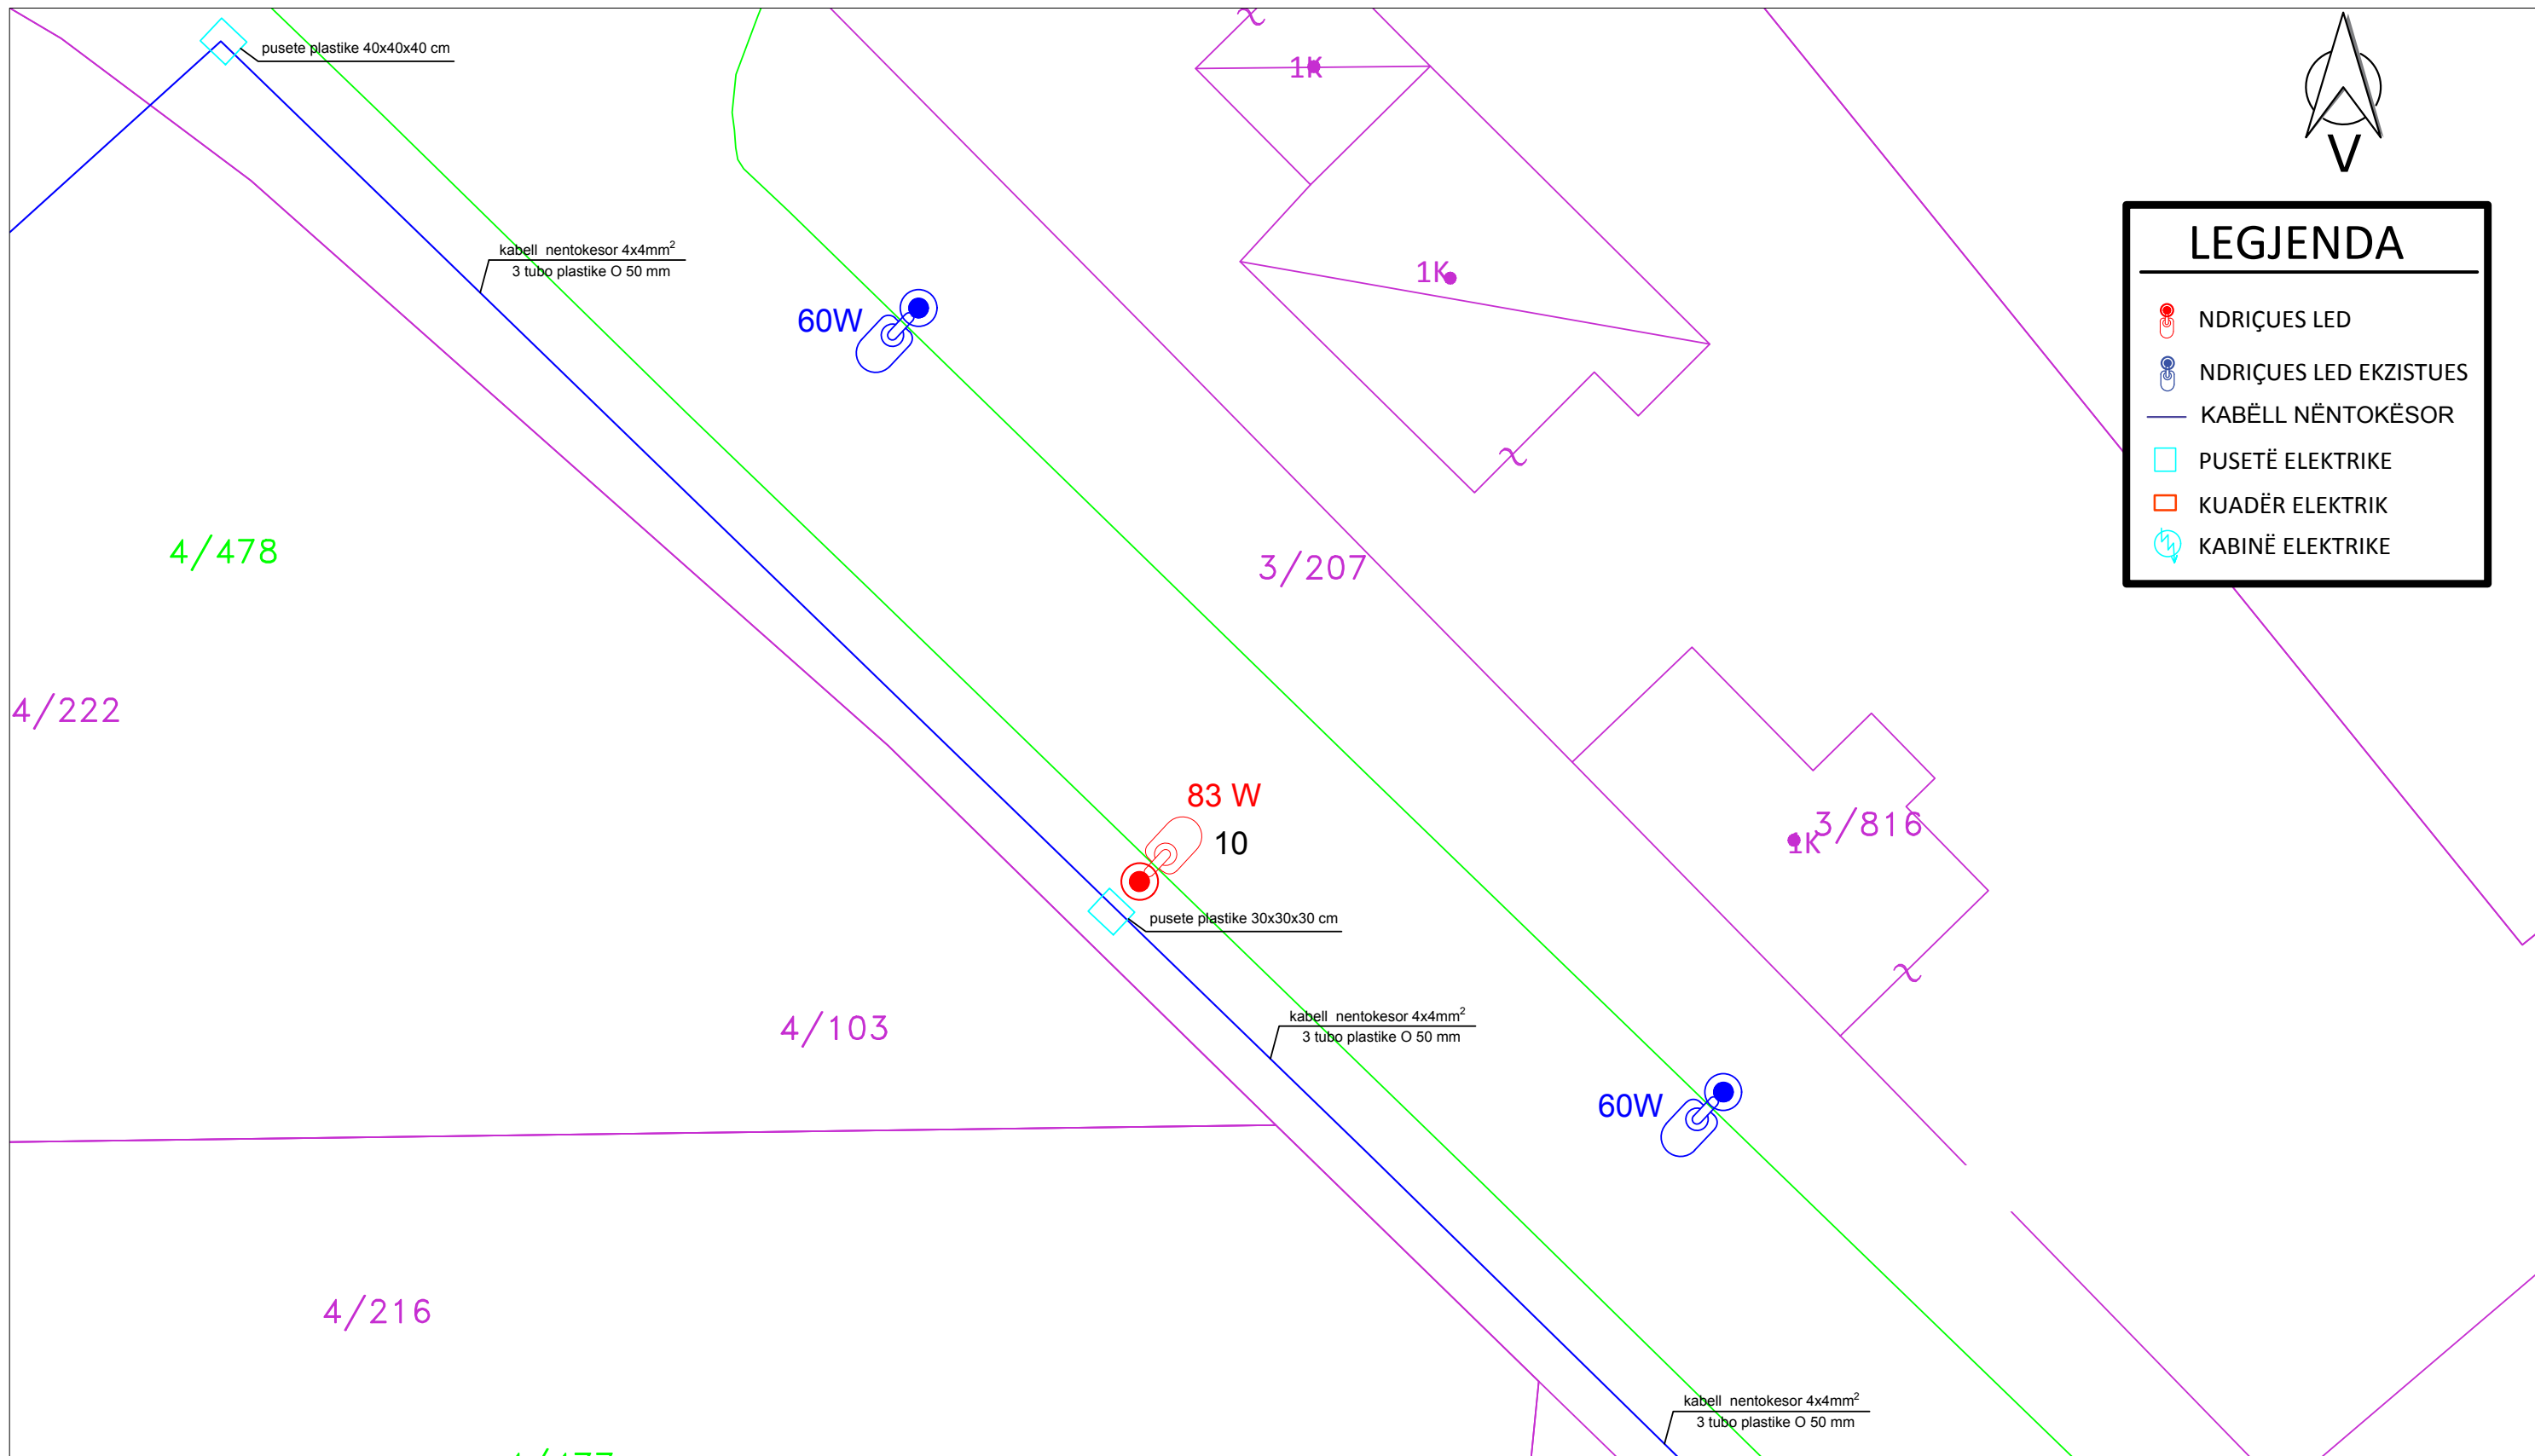 pusete plastike 40x40x40 cm
1K
V
LEGJENDA
NDRIÇUES LED
NDRIÇUES LED EKZISTUES
KABËLL NËNTOKËSOR
PUSETË ELEKTRIKE
KUADËR ELEKTRIK
KABINË ELEKTRIKE
kabell nentokesor 4x4mm²
3 tubo plastike O 50 mm
1K
60W
4/478
3/207
4/222
83 W
10
3/816
1K
pusete plastike 30x30x30 cm
4/103
kabell nentokesor 4x4mm²
3 tubo plastike O 50 mm
60W
4/216
kabell nentokesor 4x4mm²
3 tubo plastike O 50 mm